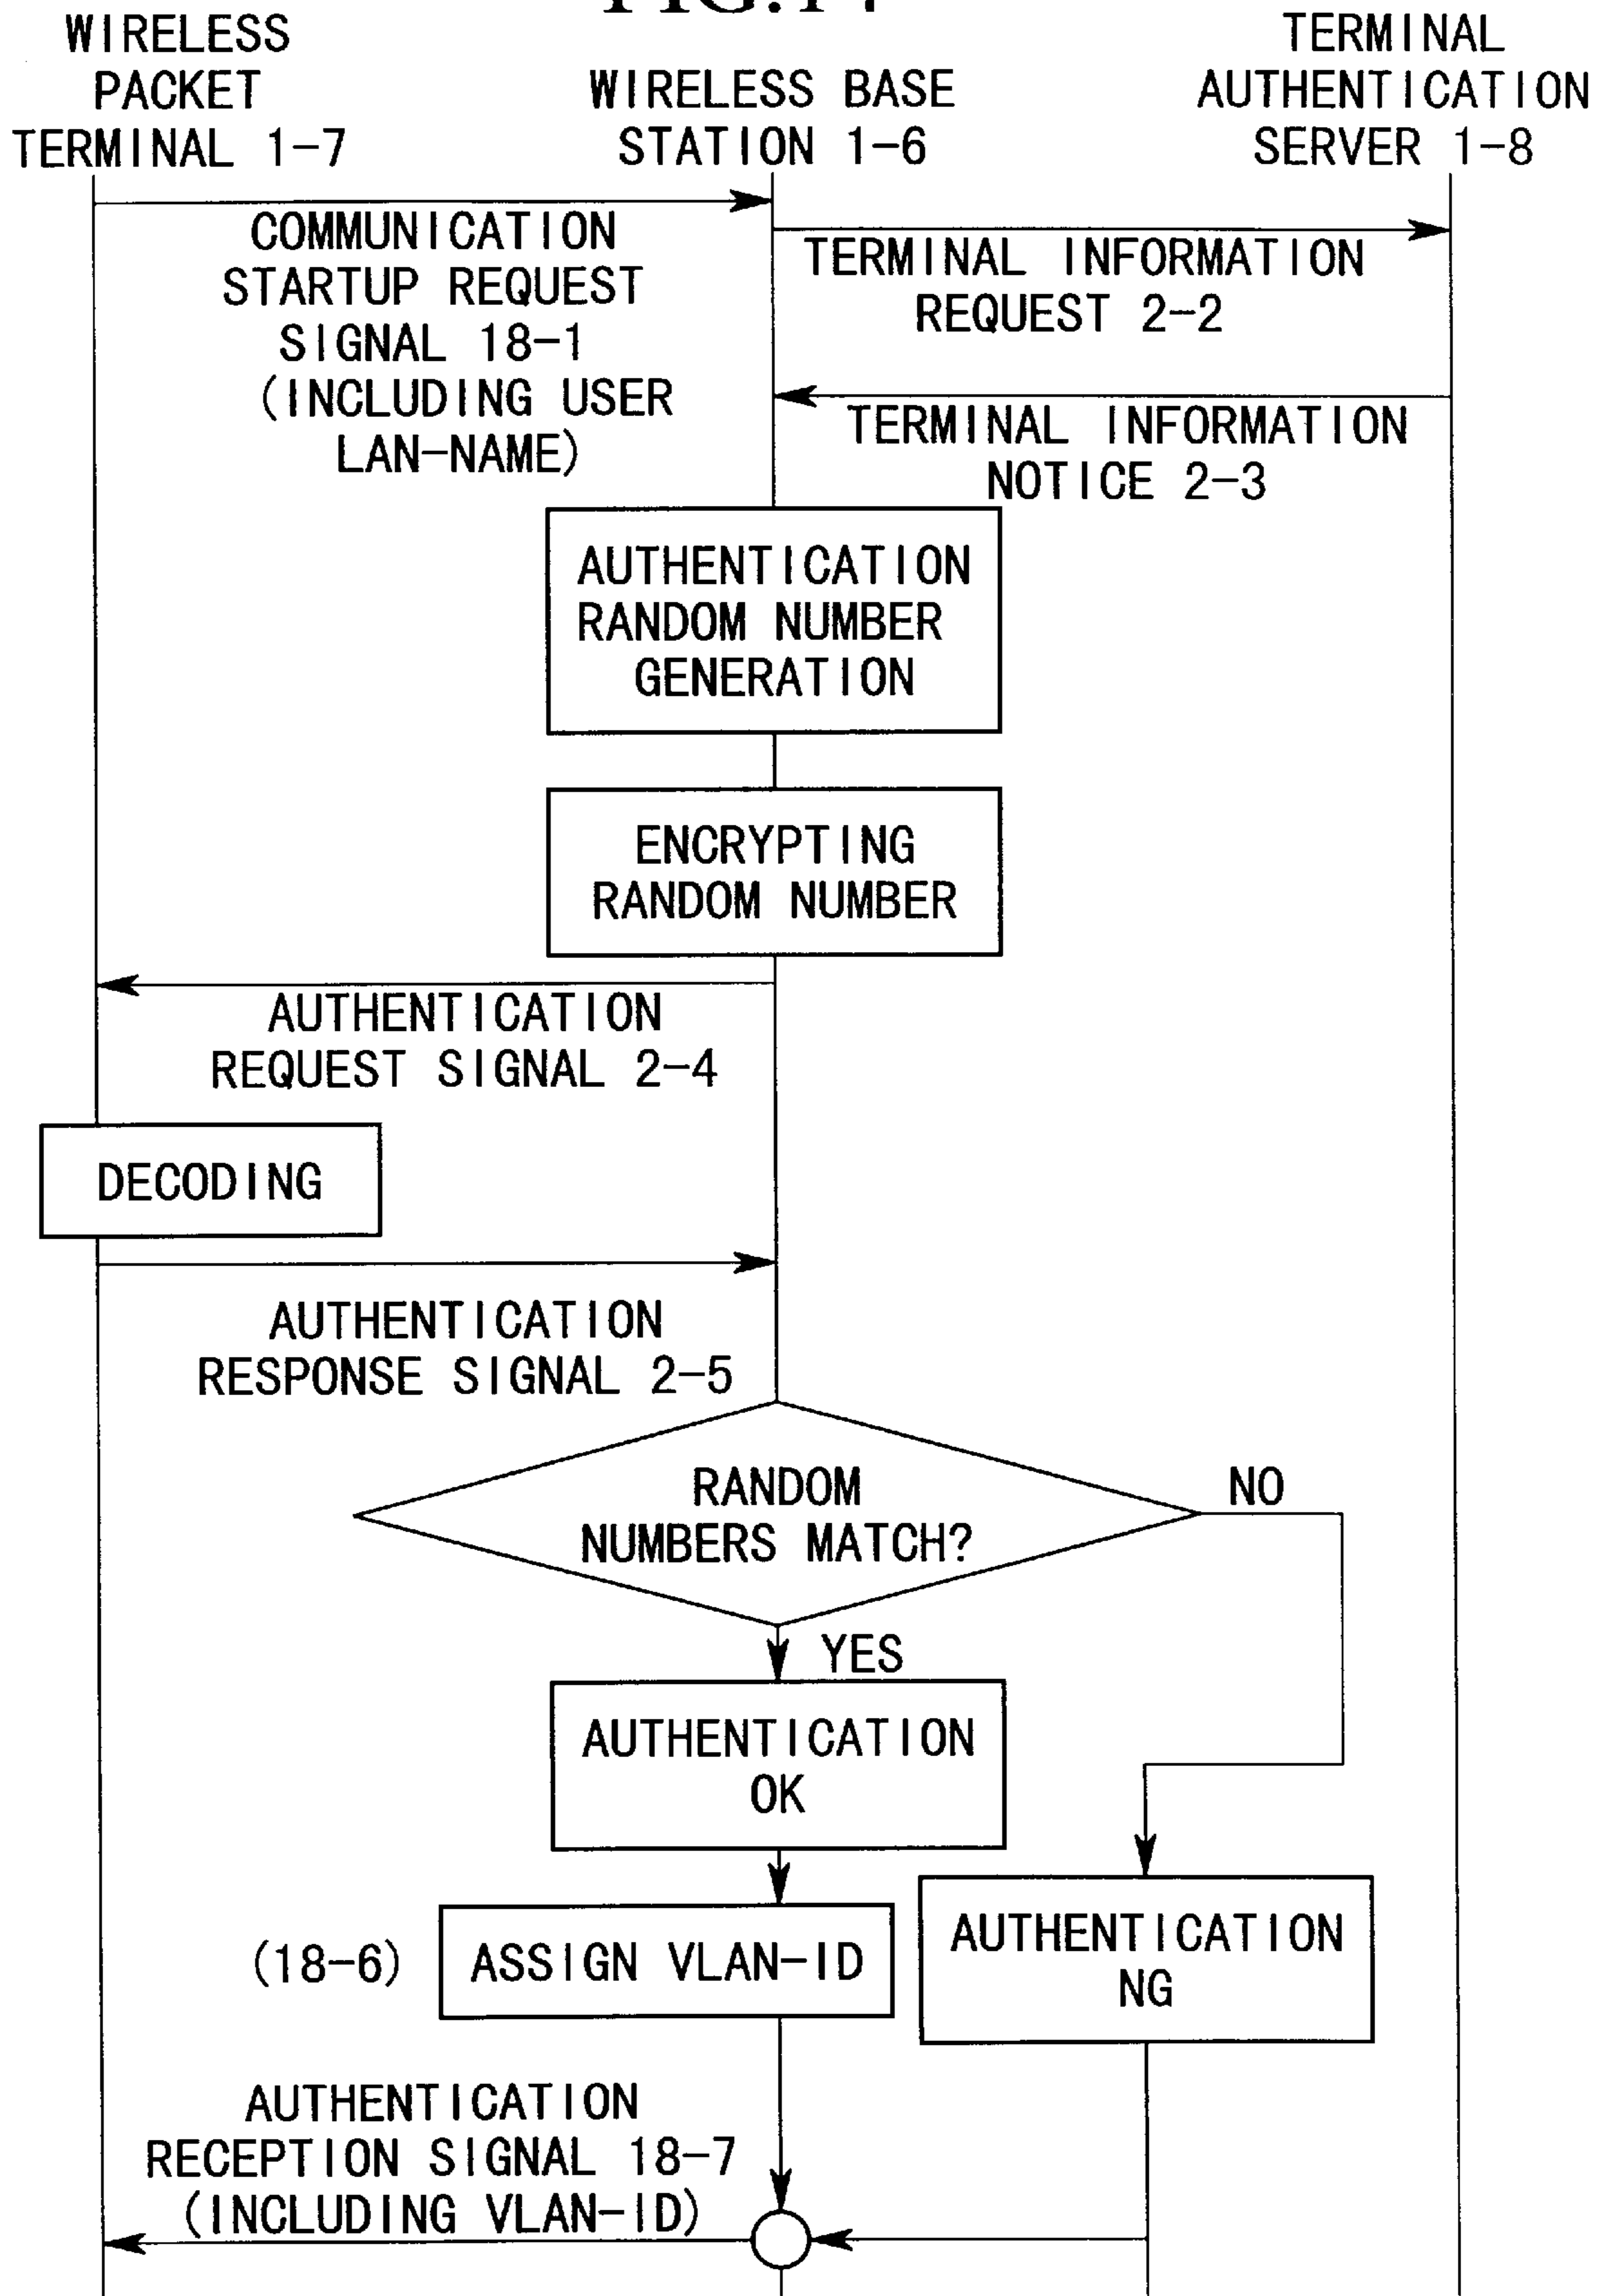 WIRELESS
PACKET
TERMINAL 1-7
WIRELESS BASE
STATION 1-6
TERMINAL
AUTHENTICATION
SERVER 1-8
COMMUNICATION
STARTUP REQUEST
SIGNAL 18-1
(INCLUDING USER
LAN-NAME)
TERMINAL INFORMATION
REQUEST 2-2
TERMINAL INFORMATION
NOTICE 2-3
AUTHENTICATION
RANDOM NUMBER
GENERATION
ENCRYPTING
RANDOM NUMBER
AUTHENTICATION
REQUEST SIGNAL 2-4
DECODING
AUTHENTICATION
RESPONSE SIGNAL 2-5
RANDOM
NUMBERS MATCH?
NO
YES
AUTHENTICATION
OK
(18-6)
ASSIGN VLAN-ID
AUTHENTICATION
NG
AUTHENTICATION
RECEPTION SIGNAL 18-7
(INCLUDING VLAN-ID)